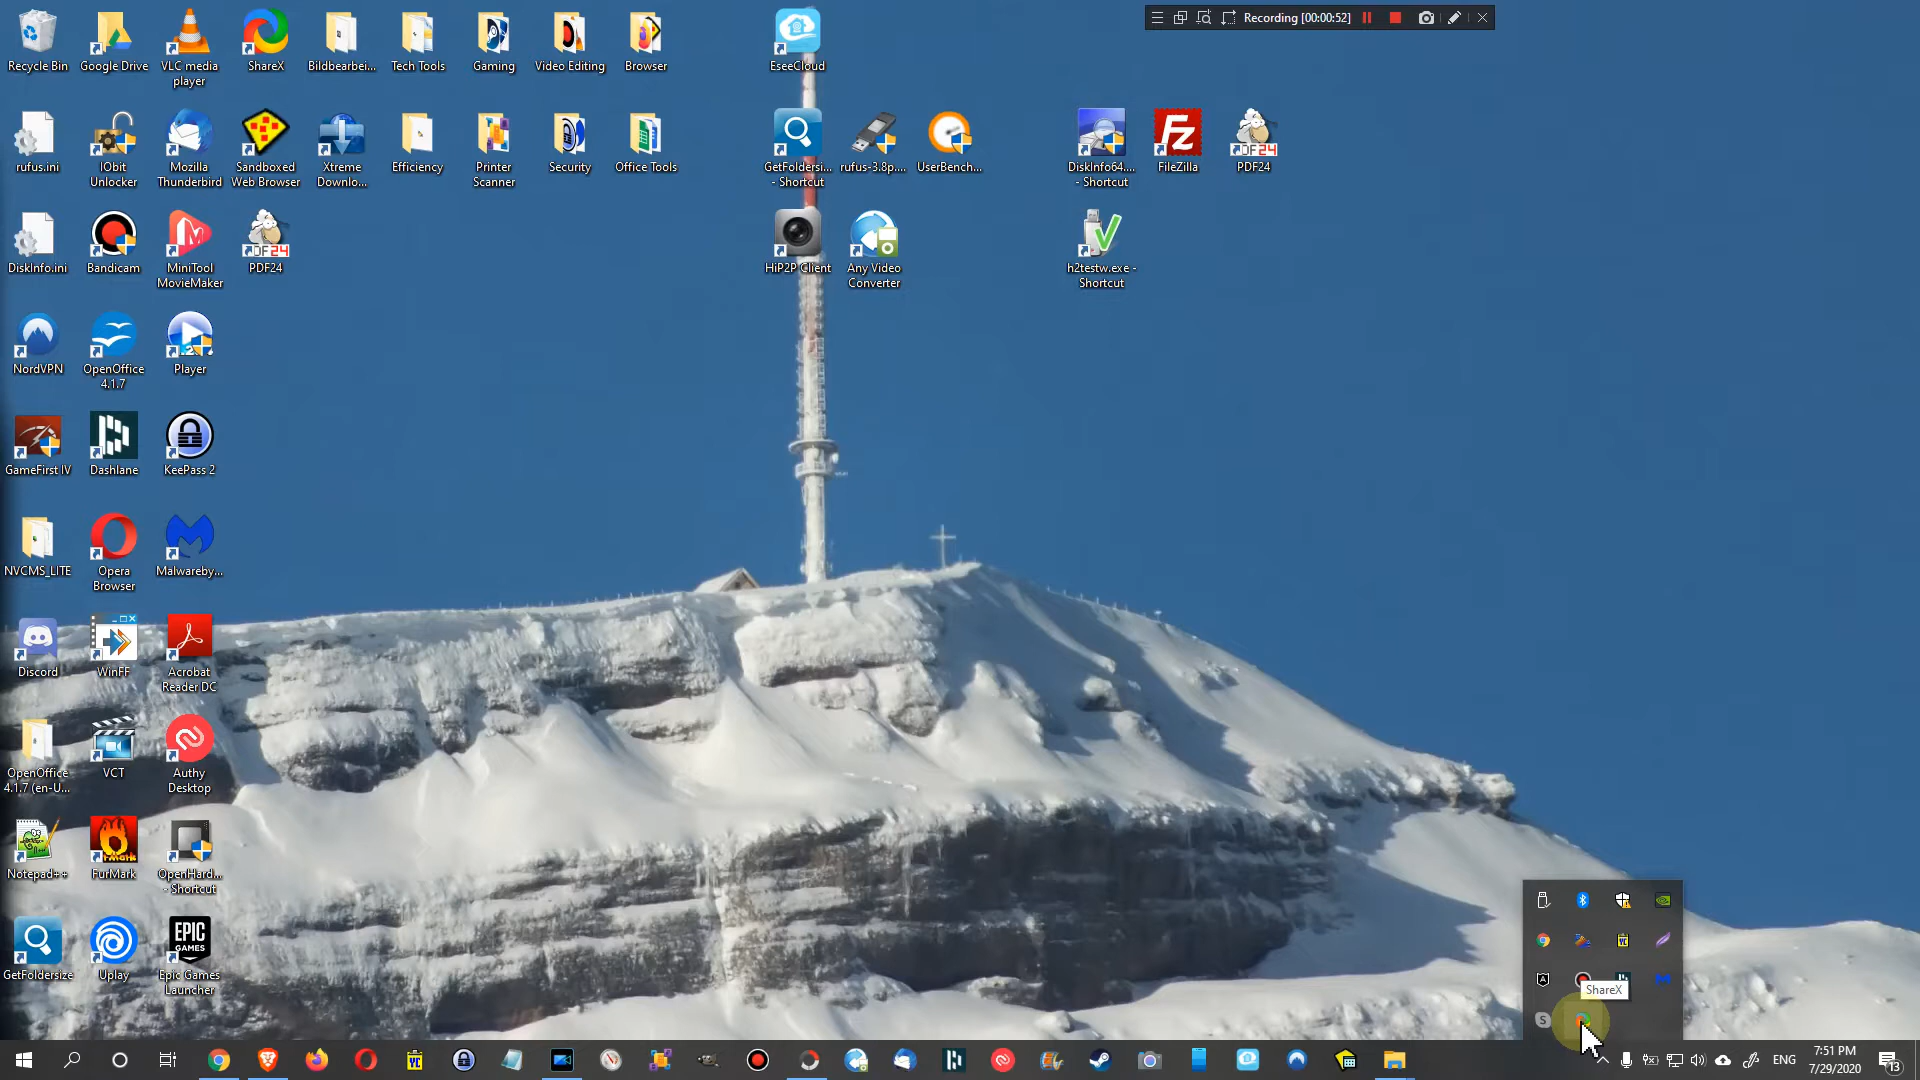 Recording [00:00:52]
Recycle Bin
Google Drive
VLC media
player
ShareX
Bildbearbei...
Tech Tools
Gaming
Video Editing
Browser
EseeCloud
rufus.ini
IObit
Unlocker
Mozilla
Thunderbird
Sandboxed
Web Browser
Xtreme
Downlo...
Efficiency
Printer
Scanner
Security
Office Tools
GetFoldersi...
- Shortcut
rufus-3.8p....
UserBench...
DiskInfo64....
- Shortcut
FileZilla
PDF24
DiskInfo.ini
Bandicam
MiniTool
MovieMaker
PDF24
HiP2P Client
Any Video
Converter
h2testw.exe -
Shortcut
NordVPN
OpenOffice
4.1.7
Player
GameFirst IV
Dashlane
KeePass 2
NVCMS_LITE
Opera
Browser
Malwareby...
Discord
WinFF
Acrobat
Reader DC
OpenOffice
4.1.7 (en-U...
VCT
Authy
Desktop
Notepad++
FurMark
OpenHard...
- Shortcut
GetFoldersize
Uplay
EPIC
GAMES
Epic Games
Launcher
ShareX
ENG
7:51 PM
7/29/2020
13